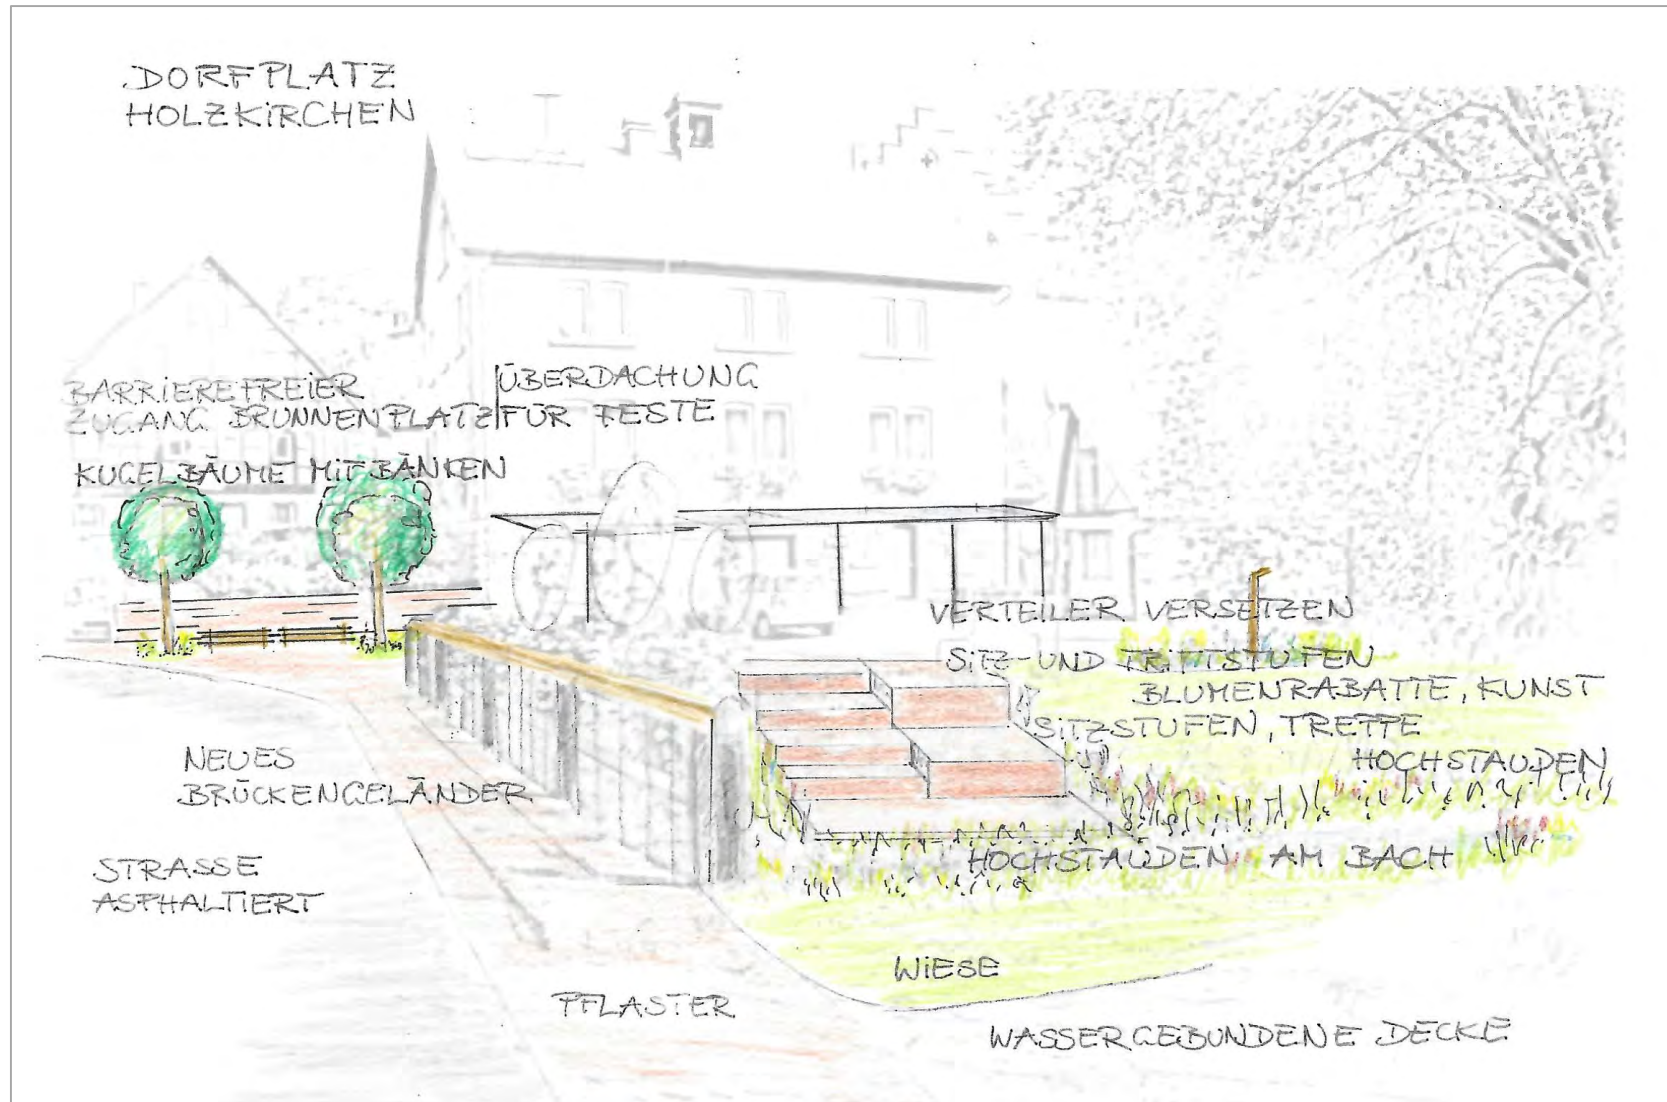 DORFPLATZ
HOLZKIRCHEN
BARRIEREFREIER
ZUGANG BRUNNENPLATZ
ÜBERDACHUNG
FÜR FESTE
KUGELBÄUME MIT BÄNKEN
VERTEILER VERSETZEN
SITZ- UND TRITTSTUFEN
BLUMENRABATTE, KUNST
SITZSTUFEN, TREPPE
HOCHSTAUDEN
NEUES
BRÜCKENGELÄNDER
HOCHSTAUDEN AM BACH
STRASSE
ASPHALTIERT
WIESE
PFLASTER
WASSERGEBUNDENE DECKE